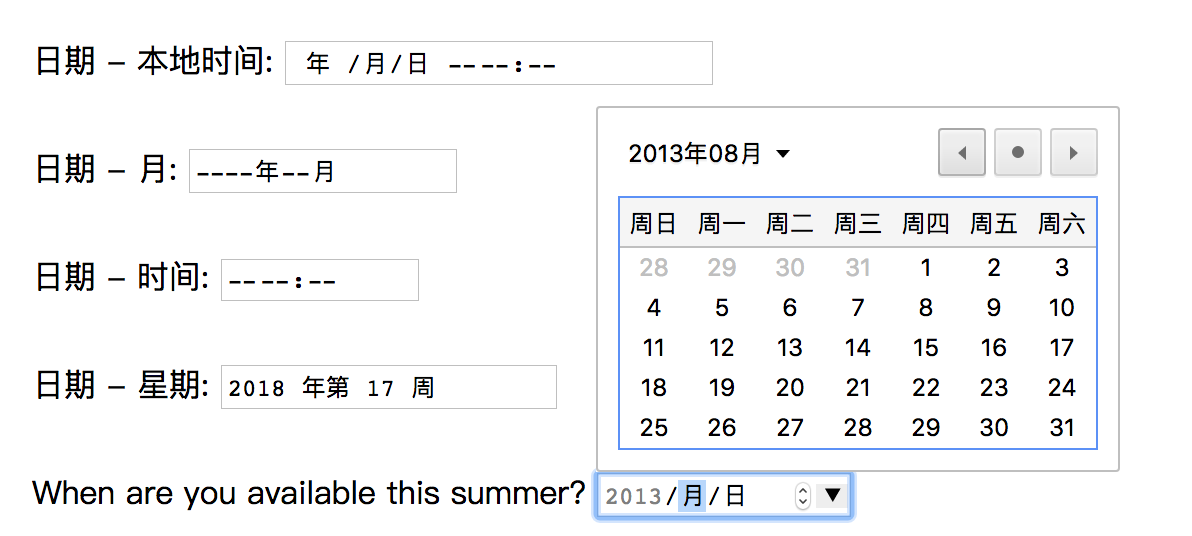 日期 – 本地时间: 年 /月/日 -- --:--
日期 – 月: ----年--月
日期 – 时间: -- --:--
日期 – 星期: 2018 年第 17 周
2013年08月
周日 周一 周二 周三 周四 周五 周六
28 29 30 31 1 2 3
4 5 6 7 8 9 10
11 12 13 14 15 16 17
18 19 20 21 22 23 24
25 26 27 28 29 30 31
When are you available this summer? 2013/月/日